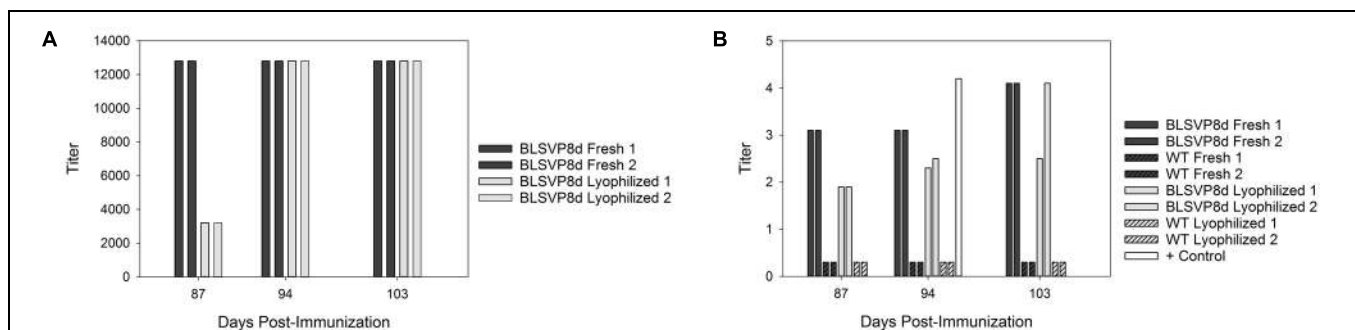 A
14000
12000
10000
8000
6000
4000
2000
0
Titer
87 94 103
Days Post-Immunization
BLSVP8d Fresh 1
BLSVP8d Fresh 2
BLSVP8d Lyophilized 1
BLSVP8d Lyophilized 2
B
5
4
3
2
1
0
Titer
87 94 103
Days Post-Immunization
BLSVP8d Fresh 1
BLSVP8d Fresh 2
WT Fresh 1
WT Fresh 2
BLSVP8d Lyophilized 1
BLSVP8d Lyophilized 2
WT Lyophilized 1
WT Lyophilized 2
+ Control